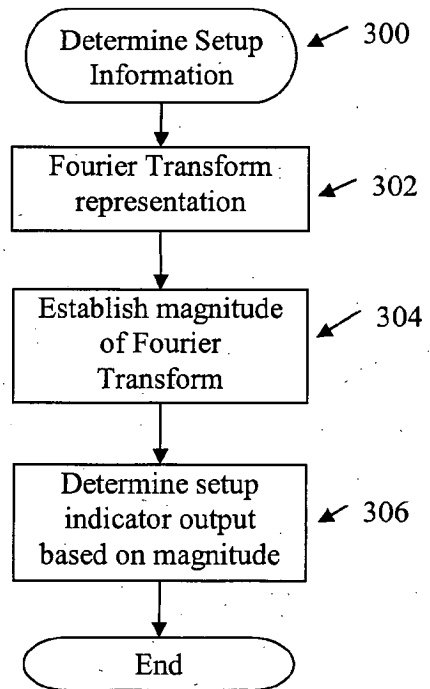 Determine Setup
Information
300
Fourier Transform
representation
302
Establish magnitude
of Fourier
Transform
304
Determine setup
indicator output
based on magnitude
306
End